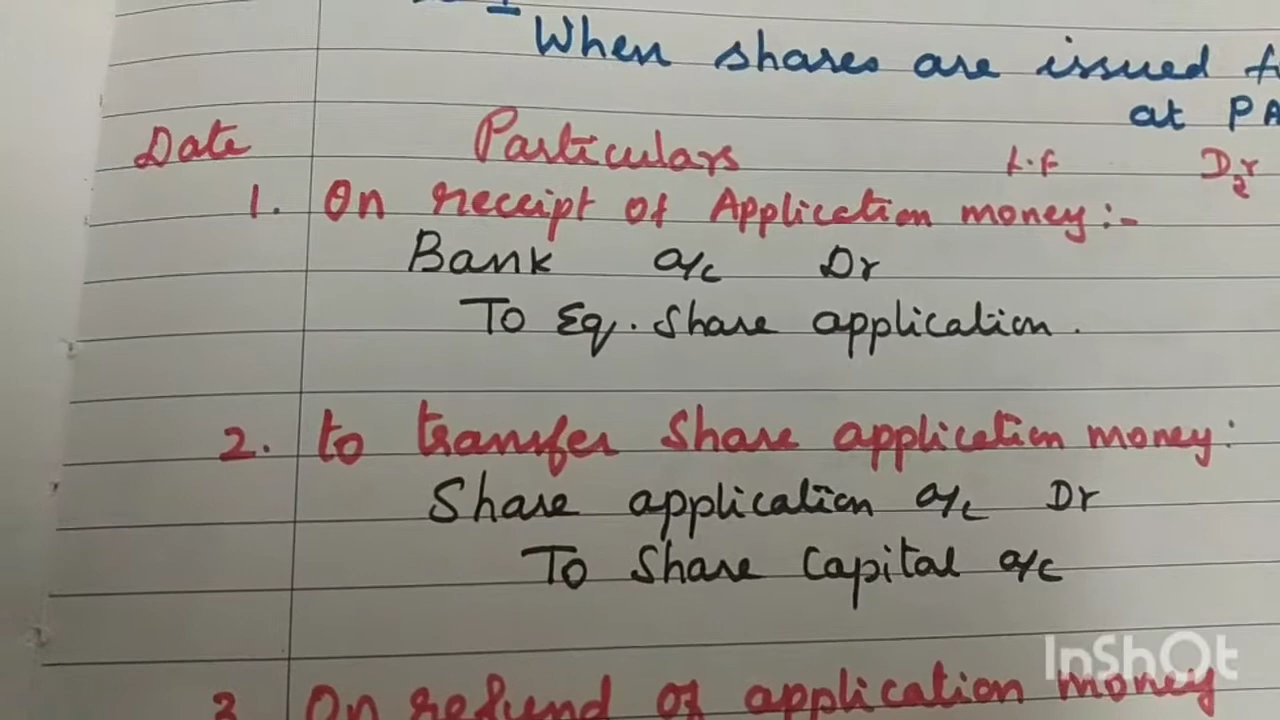 When shares are issued
at PA
Date Particulars L.F Dr
1. On receipt of Application money:-
Bank a/c Dr
To Eq. Share application.
2. to transfer Share application money:
Share application a/c Dr
To Share Capital a/c
3 On refund of application money
InShOt